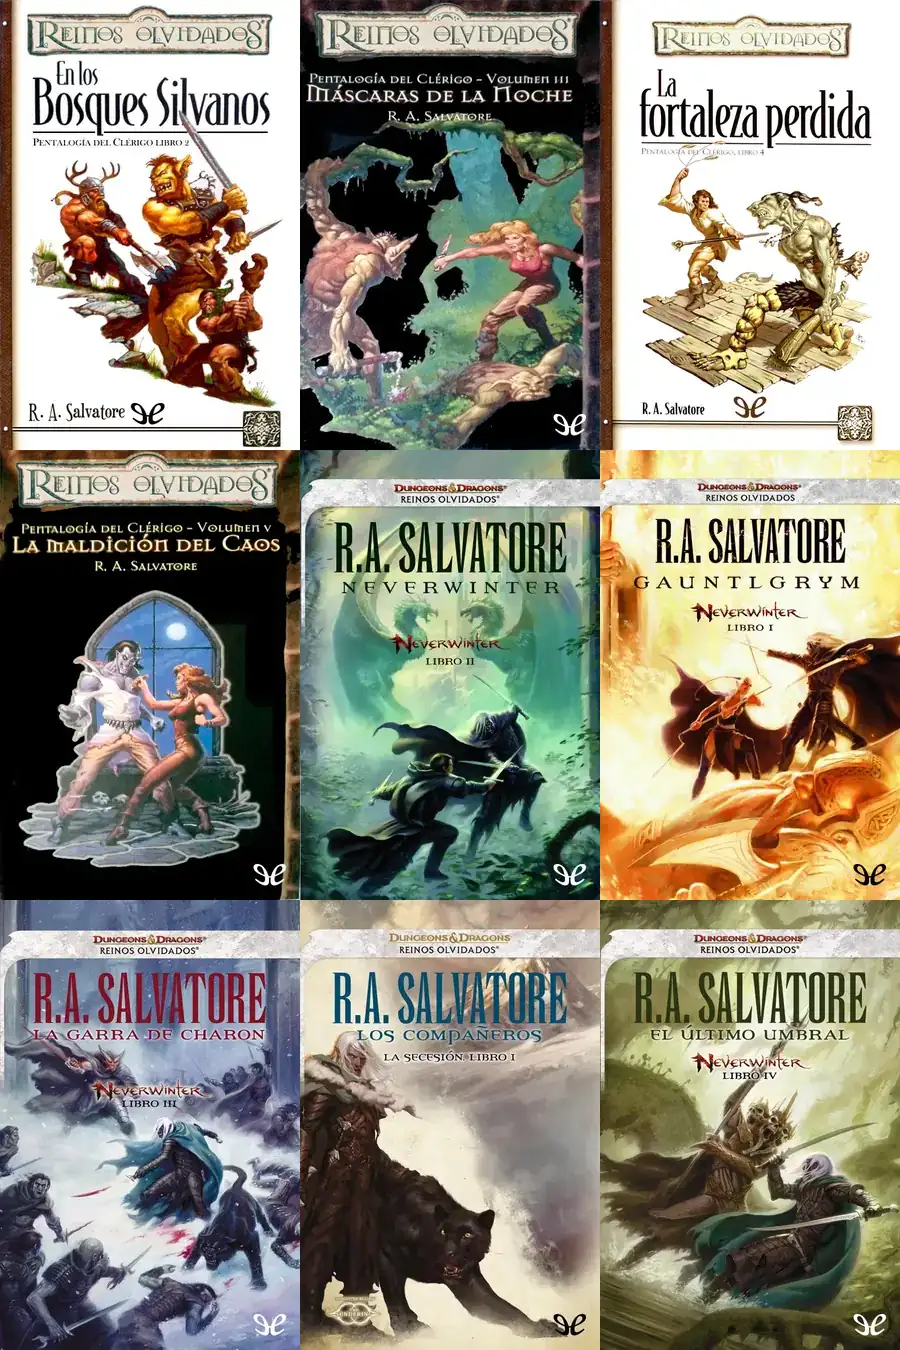 REINOS OLVIDADOS
En los
Bosques Silvanos
PENTALOGÍA DEL CLÉRIGO LIBRO 2
R. A. Salvatore
REINOS OLVIDADOS
PENTALOGÍA DEL CLÉRIGO – VOLUMEN III
MÁSCARAS DE LA NOCHE
R. A. SALVATORE
REINOS OLVIDADOS
La
fortaleza perdida
PENTALOGÍA DEL CLÉRIGO, LIBRO 4
R. A. Salvatore
REINOS OLVIDADOS
PENTALOGÍA DEL CLÉRIGO – VOLUMEN V
LA MALDICIÓN DEL CAOS
R. A. SALVATORE
DUNGEONS & DRAGONS®
REINOS OLVIDADOS®
R.A. SALVATORE
NEVERWINTER
NEVERWINTER
LIBRO II
DUNGEONS & DRAGONS®
REINOS OLVIDADOS
R.A. SALVATORE
GAUNTLGRYM
NEVERWINTER
LIBRO I
DUNGEONS & DRAGONS®
REINOS OLVIDADOS®
R.A. SALVATORE
LA GARRA DE CHARON
NEVERWINTER
LIBRO III
DUNGEONS & DRAGONS
REINOS OLVIDADOS®
R.A. SALVATORE
LOS COMPAÑEROS
LA SECESIÓN. LIBRO I
DUNGEONS & DRAGONS®
REINOS OLVIDADOS®
R.A. SALVATORE
EL ÚLTIMO UMBRAL
NEVERWINTER
LIBRO IV